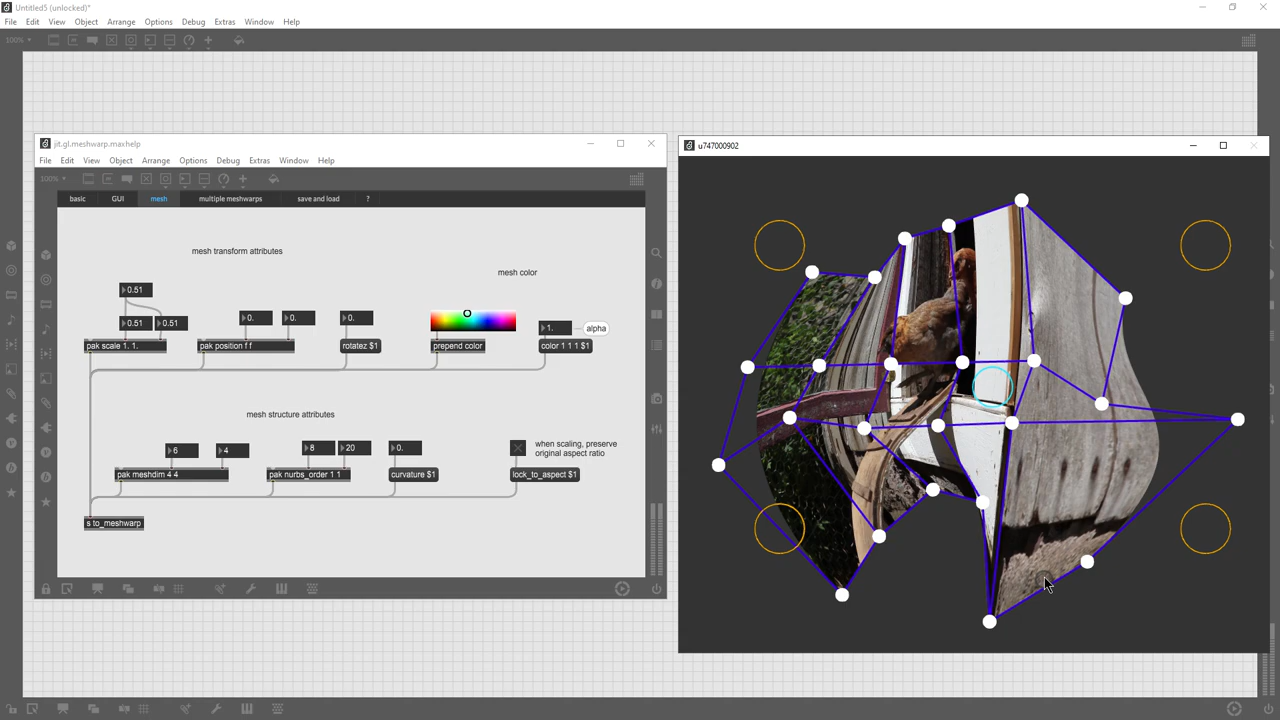 Untitled5 (unlocked)*
File Edit View Object Arrange Options Debug Extras Window Help
100%
jit.gl.meshwarp.maxhelp
File Edit View Object Arrange Options Debug Extras Window Help
100%
basic GUI mesh multiple meshwarps save and load ?
mesh transform attributes
mesh color
0.51
0.51 0.51 0. 0. 0.
1. alpha
pak scale 1. 1. pak position f f rotatez $1 prepend color color 1 1 1 $1
mesh structure attributes
6 4 8 20 0. when scaling, preserve
original aspect ratio
pak meshdim 4 4 pak nurbs_order 1 1 curvature $1 lock_to_aspect $1
s to_meshwarp
u747000902